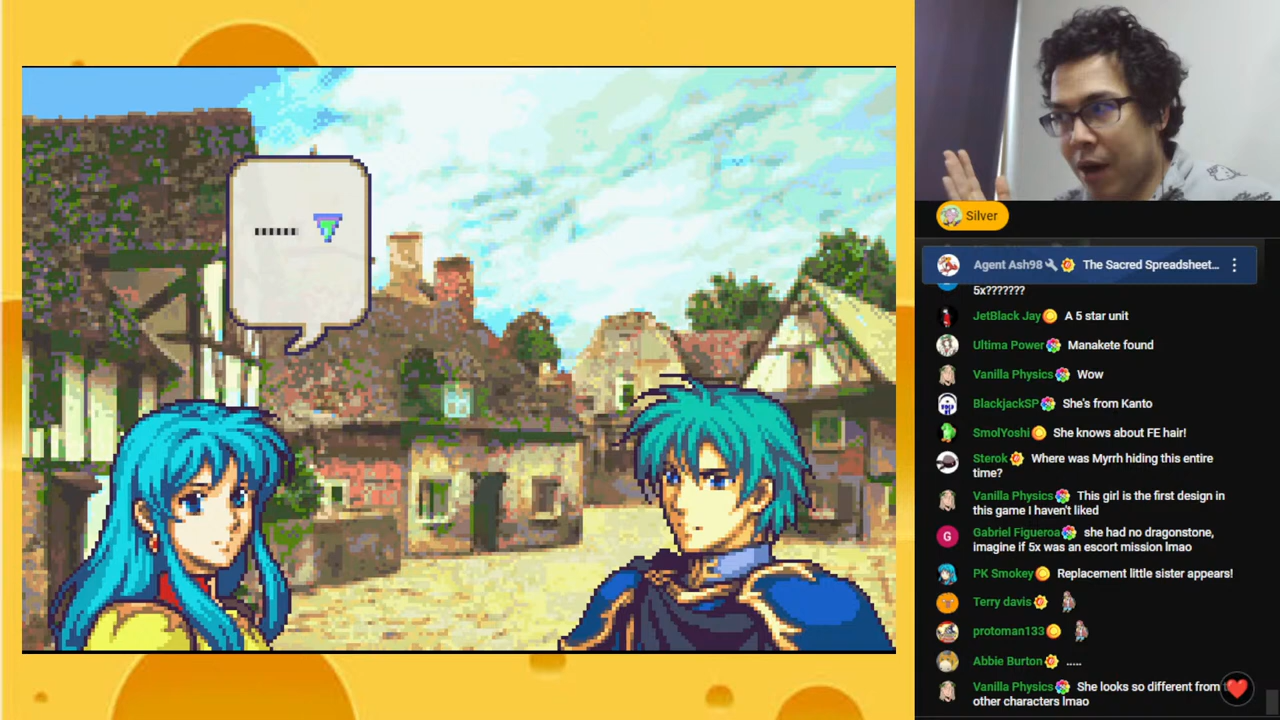 ......
Silver
Agent Ash98 The Sacred Spreadsheet...
5x???????
JetBlack Jay A 5 star unit
Ultima Power Manakete found
Vanilla Physics Wow
BlackjackSP She's from Kanto
SmolYoshi She knows about FE hair!
Sterok Where was Myrrh hiding this entire
time?
Vanilla Physics This girl is the first design in
this game I haven't liked
G Gabriel Figueroa she had no dragonstone,
imagine if 5x was an escort mission lmao
PK Smokey Replacement little sister appears!
Terry davis
protoman133
Abbie Burton .....
Vanilla Physics She looks so different from
other characters lmao